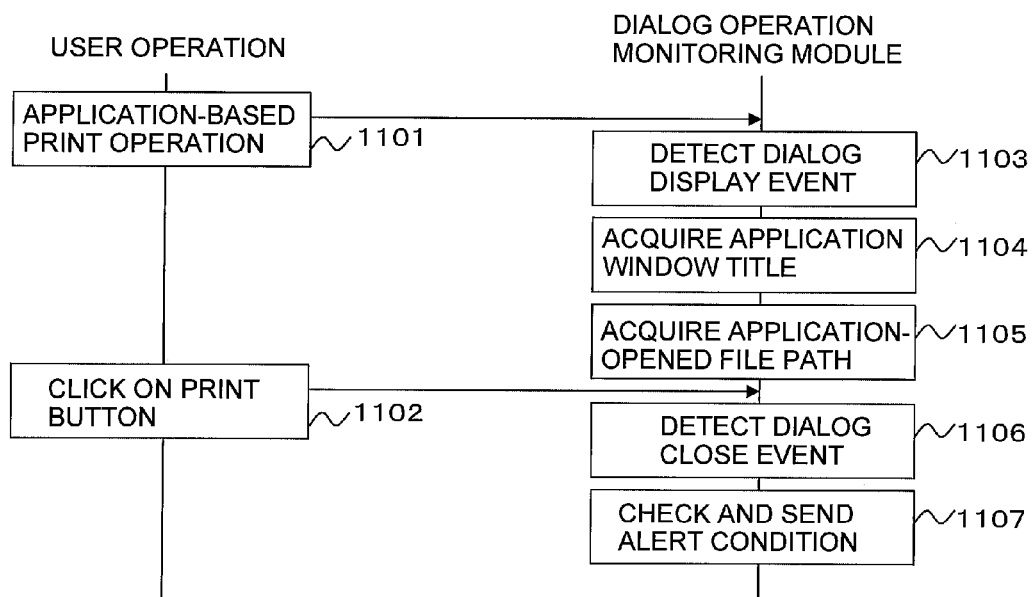 USER OPERATION
DIALOG OPERATION
MONITORING MODULE
APPLICATION-BASED
PRINT OPERATION
1101
DETECT DIALOG
DISPLAY EVENT
1103
ACQUIRE APPLICATION
WINDOW TITLE
1104
ACQUIRE APPLICATION-
OPENED FILE PATH
1105
CLICK ON PRINT
BUTTON
1102
DETECT DIALOG
CLOSE EVENT
1106
CHECK AND SEND
ALERT CONDITION
1107